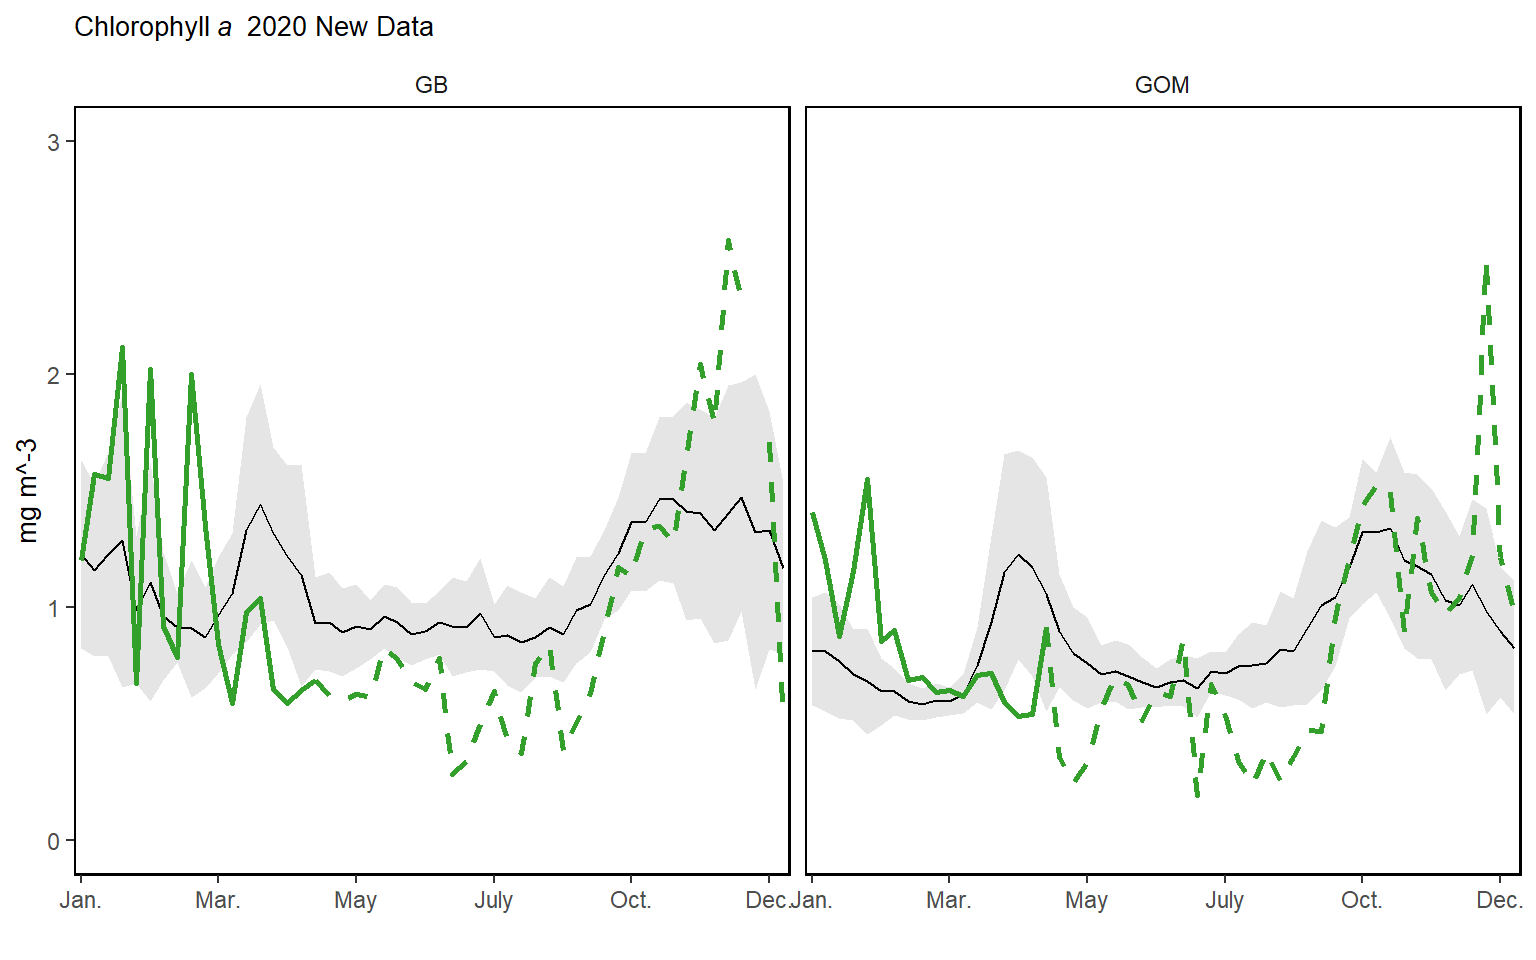 Chlorophyll a 2020 New Data
GB GOM
mg m^-3
3
2
1
0
Jan. Mar. May July Oct. Dec. Jan. Mar. May July Oct. Dec.